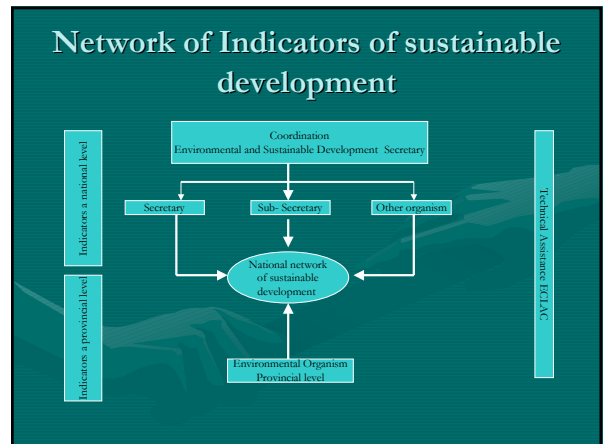 Network of Indicators of sustainable
development
Coordination
Environmental and Sustainable Development Secretary
Indicators a national level
Secretary
Sub- Secretary
Other organism
Technical Assistance ECLAC
National network
of sustainable
development
Indicators a provincial level
Environmental Organism
Provincial level